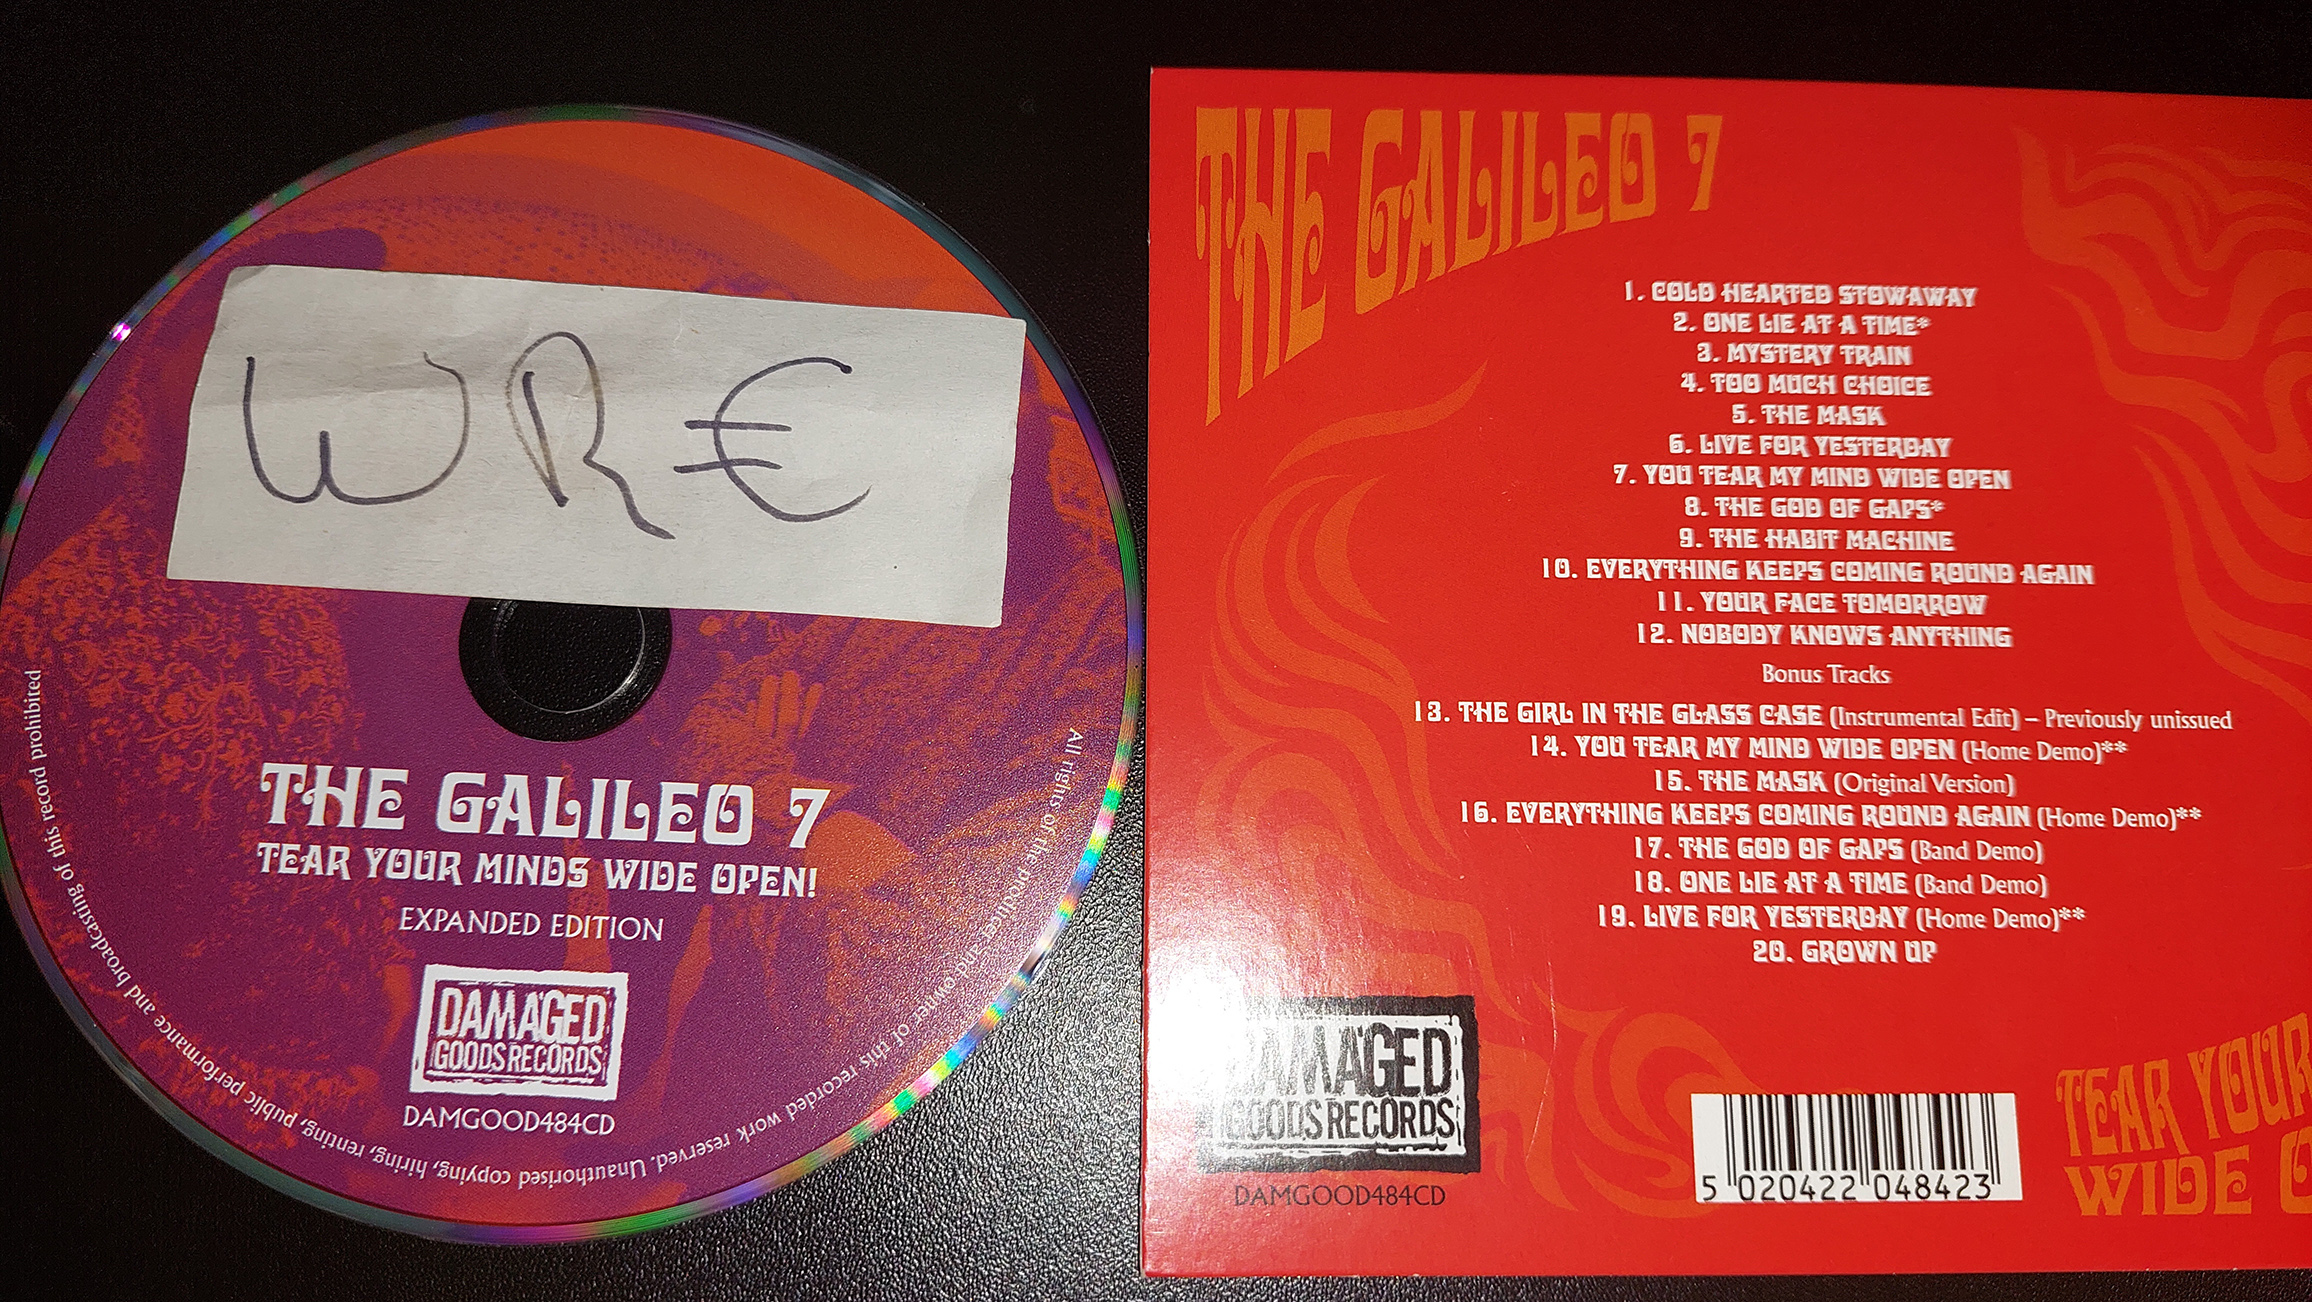 WR€
THE GALILEO 7
TEAR YOUR MINDS WIDE OPEN!
EXPANDED EDITION
DAMAGED
GOODS RECORDS
DAMGOOD484CD
All rights of the producer and owner of this recorded work reserved. Unauthorised copying, hiring, renting, public performance and broadcasting of this record prohibited
THE GALILEO 7
1. COLD HEARTED STOWAWAY
2. ONE LIE AT A TIME*
3. MYSTERY TRAIN
4. TOO MUCH CHOICE
5. THE MASK
6. LIVE FOR YESTERDAY
7. YOU TEAR MY MIND WIDE OPEN
8. THE GOD OF GAPS*
9. THE HABIT MACHINE
10. EVERYTHING KEEPS COMING ROUND AGAIN
11. YOUR FACE TOMORROW
12. NOBODY KNOWS ANYTHING
Bonus Tracks
13. THE GIRL IN THE GLASS CASE (Instrumental Edit) – Previously unissued
14. YOU TEAR MY MIND WIDE OPEN (Home Demo)**
15. THE MASK (Original Version)
16. EVERYTHING KEEPS COMING ROUND AGAIN (Home Demo)**
17. THE GOD OF GAPS (Band Demo)
18. ONE LIE AT A TIME (Band Demo)
19. LIVE FOR YESTERDAY (Home Demo)**
20. GROWN UP
DAMAGED
GOODS RECORDS
DAMGOOD484CD
5 020422 048423
TEAR YOUR
WIDE O